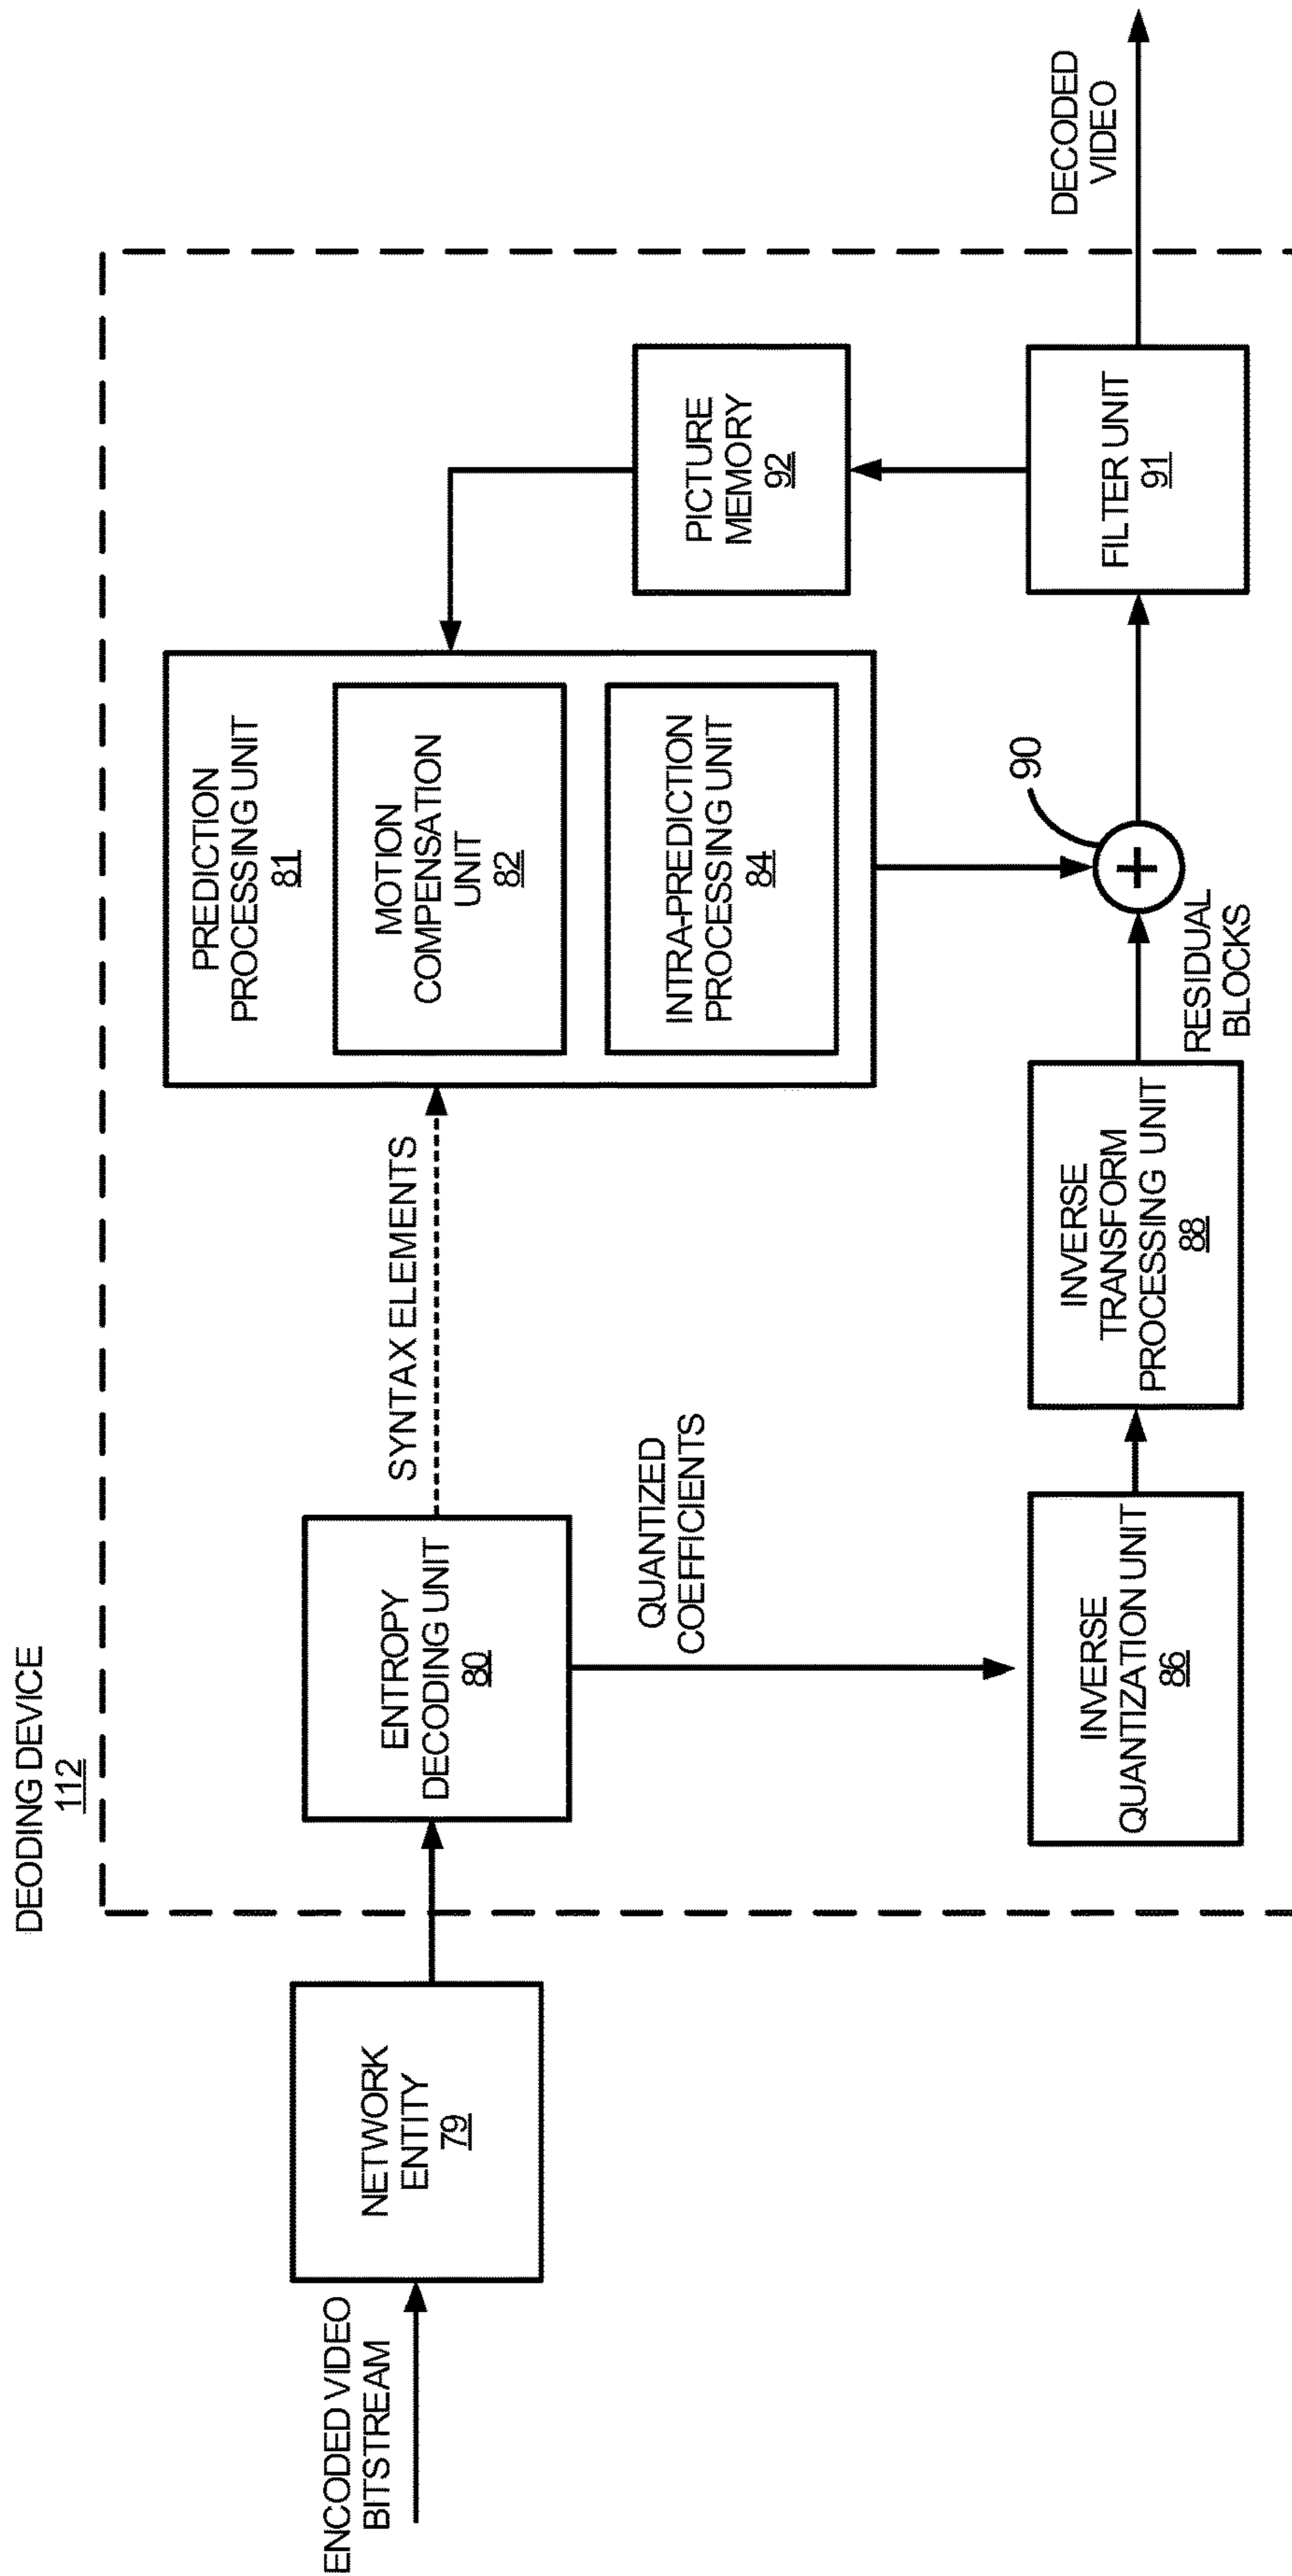 DEODING DEVICE
112
ENCODED VIDEO
BITSTREAM
NETWORK
ENTITY
79
ENTROPY
DECODING UNIT
80
SYNTAX ELEMENTS
QUANTIZED
COEFFICIENTS
PREDICTION
PROCESSING UNIT
81
MOTION
COMPENSATION
UNIT
82
INTRA-PREDICTION
PROCESSING UNIT
84
PICTURE
MEMORY
92
INVERSE
QUANTIZATION UNIT
86
INVERSE
TRANSFORM
PROCESSING UNIT
88
RESIDUAL
BLOCKS
90
+
FILTER UNIT
91
DECODED
VIDEO